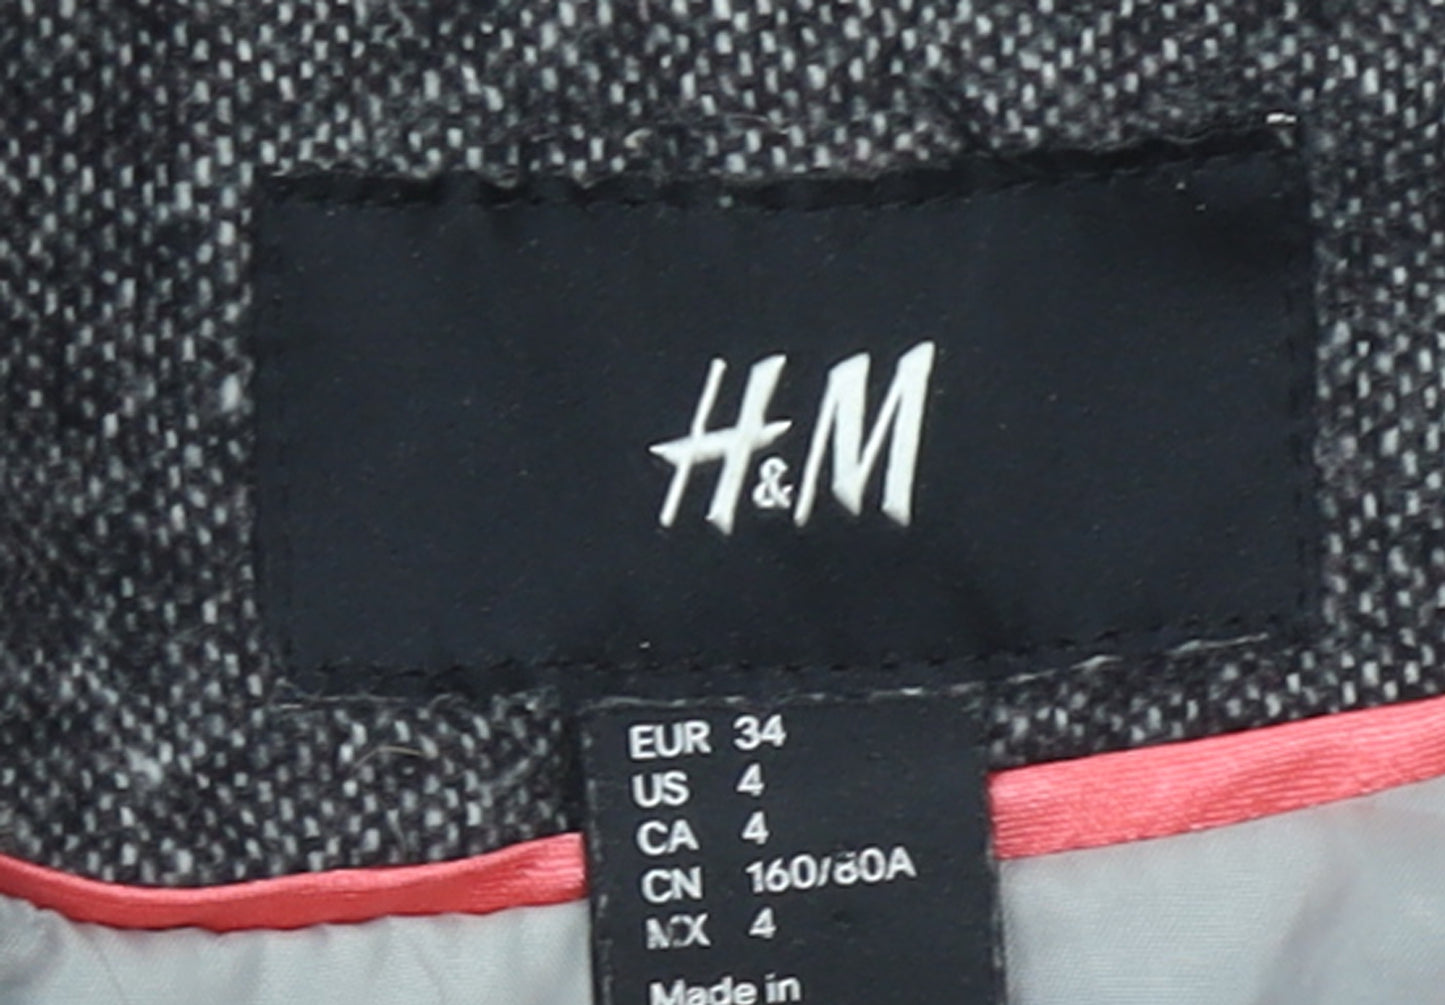 H&M
EUR 34
US 4
CA 4
CN 160/80A
MX 4
Made in